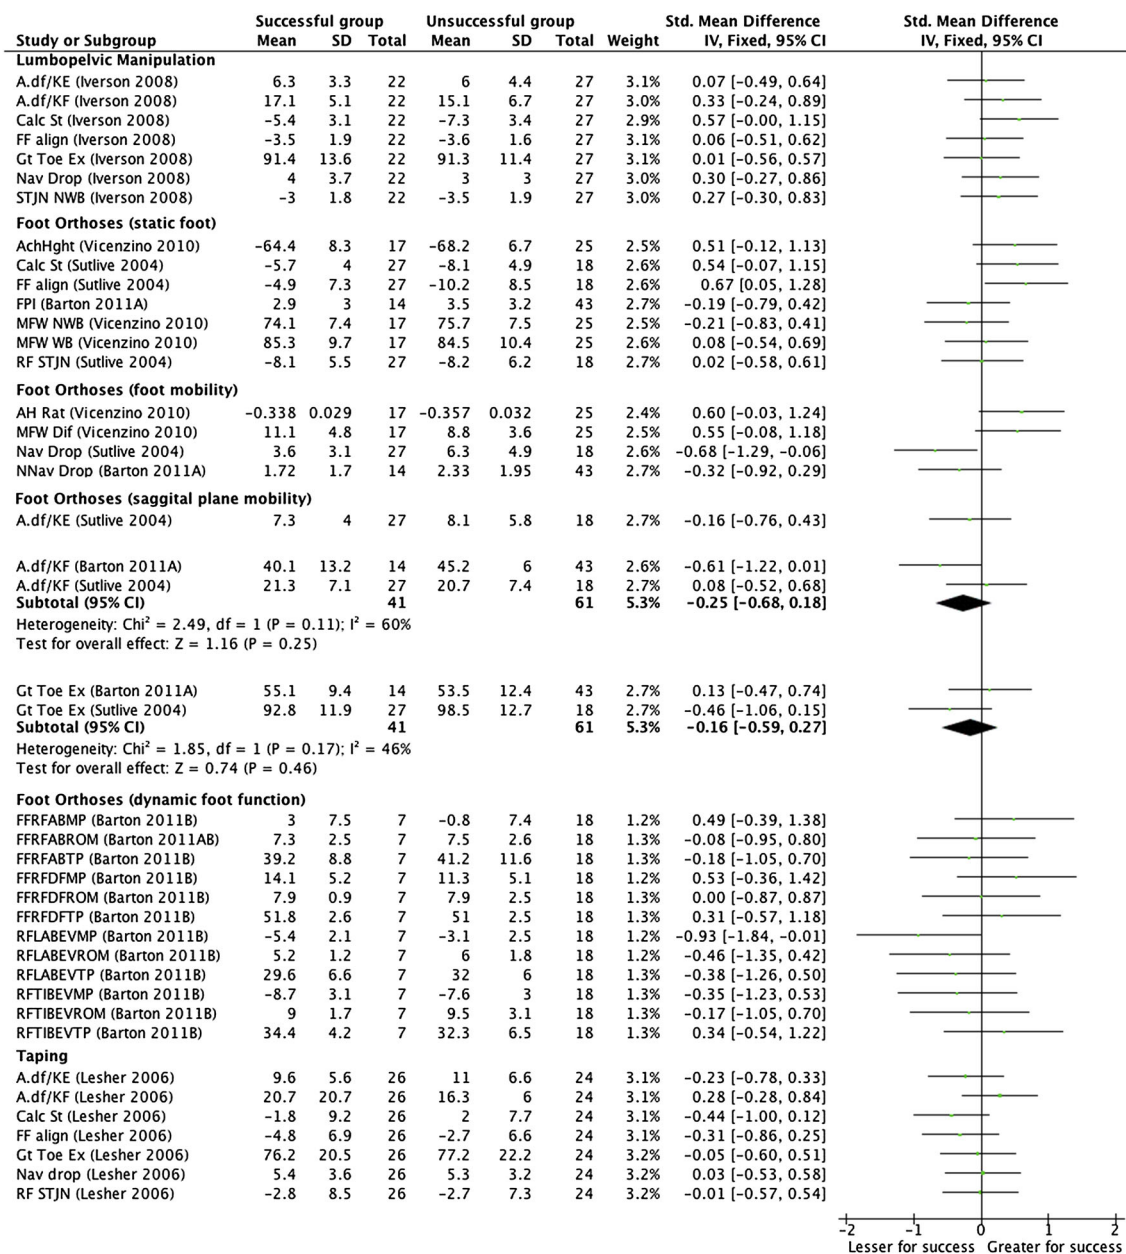 Successful group Unsuccessful group Std. Mean Difference Std. Mean Difference
Study or Subgroup Mean SD Total Mean SD Total Weight IV, Fixed, 95% CI IV, Fixed, 95% CI
Lumbopelvic Manipulation
A.df/KE (Iverson 2008) 6.3 3.3 22 6 4.4 27 3.1% 0.07 [−0.49, 0.64]
A.df/KF (Iverson 2008) 17.1 5.1 22 15.1 6.7 27 3.0% 0.33 [−0.24, 0.89]
Calc St (Iverson 2008) −5.4 3.1 22 −7.3 3.4 27 2.9% 0.57 [−0.00, 1.15]
FF align (Iverson 2008) −3.5 1.9 22 −3.6 1.6 27 3.1% 0.06 [−0.51, 0.62]
Gt Toe Ex (Iverson 2008) 91.4 13.6 22 91.3 11.4 27 3.1% 0.01 [−0.56, 0.57]
Nav Drop (Iverson 2008) 4 3.7 22 3 3 27 3.0% 0.30 [−0.27, 0.86]
STJN NWB (Iverson 2008) −3 1.8 22 −3.5 1.9 27 3.0% 0.27 [−0.30, 0.83]
Foot Orthoses (static foot)
AchHght (Vicenzino 2010) −64.4 8.3 17 −68.2 6.7 25 2.5% 0.51 [−0.12, 1.13]
Calc St (Sutlive 2004) −5.7 4 27 −8.1 4.9 18 2.6% 0.54 [−0.07, 1.15]
FF align (Sutlive 2004) −4.9 7.3 27 −10.2 8.5 18 2.6% 0.67 [0.05, 1.28]
FPI (Barton 2011A) 2.9 3 14 3.5 3.2 43 2.7% −0.19 [−0.79, 0.42]
MFW NWB (Vicenzino 2010) 74.1 7.4 17 75.7 7.5 25 2.5% −0.21 [−0.83, 0.41]
MFW WB (Vicenzino 2010) 85.3 9.7 17 84.5 10.4 25 2.6% 0.08 [−0.54, 0.69]
RF STJN (Sutlive 2004) −8.1 5.5 27 −8.2 6.2 18 2.7% 0.02 [−0.58, 0.61]
Foot Orthoses (foot mobility)
AH Rat (Vicenzino 2010) −0.338 0.029 17 −0.357 0.032 25 2.4% 0.60 [−0.03, 1.24]
MFW Dif (Vicenzino 2010) 11.1 4.8 17 8.8 3.6 25 2.5% 0.55 [−0.08, 1.18]
Nav Drop (Sutlive 2004) 3.6 3.1 27 6.3 4.9 18 2.6% −0.68 [−1.29, −0.06]
NNav Drop (Barton 2011A) 1.72 1.7 14 2.33 1.95 43 2.7% −0.32 [−0.92, 0.29]
Foot Orthoses (saggital plane mobility)
A.df/KE (Sutlive 2004) 7.3 4 27 8.1 5.8 18 2.7% −0.16 [−0.76, 0.43]
A.df/KF (Barton 2011A) 40.1 13.2 14 45.2 6 43 2.6% −0.61 [−1.22, 0.01]
A.df/KF (Sutlive 2004) 21.3 7.1 27 20.7 7.4 18 2.7% 0.08 [−0.52, 0.68]
Subtotal (95% CI) 41 61 5.3% −0.25 [−0.68, 0.18]
Heterogeneity: Chi² = 2.49, df = 1 (P = 0.11); I² = 60%
Test for overall effect: Z = 1.16 (P = 0.25)
Gt Toe Ex (Barton 2011A) 55.1 9.4 14 53.5 12.4 43 2.7% 0.13 [−0.47, 0.74]
Gt Toe Ex (Sutlive 2004) 92.8 11.9 27 98.5 12.7 18 2.7% −0.46 [−1.06, 0.15]
Subtotal (95% CI) 41 61 5.3% −0.16 [−0.59, 0.27]
Heterogeneity: Chi² = 1.85, df = 1 (P = 0.17); I² = 46%
Test for overall effect: Z = 0.74 (P = 0.46)
Foot Orthoses (dynamic foot function)
FFRFABMP (Barton 2011B) 3 7.5 7 −0.8 7.4 18 1.2% 0.49 [−0.39, 1.38]
FFRFABROM (Barton 2011AB) 7.3 2.5 7 7.5 2.6 18 1.3% −0.08 [−0.95, 0.80]
FFRFABTP (Barton 2011B) 39.2 8.8 7 41.2 11.6 18 1.3% −0.18 [−1.05, 0.70]
FFRFDFMP (Barton 2011B) 14.1 5.2 7 11.3 5.1 18 1.2% 0.53 [−0.36, 1.42]
FFRFDFROM (Barton 2011B) 7.9 0.9 7 7.9 2.5 18 1.3% 0.00 [−0.87, 0.87]
FFRFDFTP (Barton 2011B) 51.8 2.6 7 51 2.5 18 1.3% 0.31 [−0.57, 1.18]
RFLABEVMP (Barton 2011B) −5.4 2.1 7 −3.1 2.5 18 1.2% −0.93 [−1.84, −0.01]
RFLABEVROM (Barton 2011B) 5.2 1.2 7 6 1.8 18 1.2% −0.46 [−1.35, 0.42]
RFLABEVTP (Barton 2011B) 29.6 6.6 7 32 6 18 1.3% −0.38 [−1.26, 0.50]
RFTIBEVMP (Barton 2011B) −8.7 3.1 7 −7.6 3 18 1.3% −0.35 [−1.23, 0.53]
RFTIBEVROM (Barton 2011B) 9 1.7 7 9.5 3.1 18 1.3% −0.17 [−1.05, 0.70]
RFTIBEVTP (Barton 2011B) 34.4 4.2 7 32.3 6.5 18 1.3% 0.34 [−0.54, 1.22]
Taping
A.df/KE (Lesher 2006) 9.6 5.6 26 11 6.6 24 3.1% −0.23 [−0.78, 0.33]
A.df/KF (Lesher 2006) 20.7 20.7 26 16.3 6 24 3.1% 0.28 [−0.28, 0.84]
Calc St (Lesher 2006) −1.8 9.2 26 2 7.7 24 3.1% −0.44 [−1.00, 0.12]
FF align (Lesher 2006) −4.8 6.9 26 −2.7 6.6 24 3.1% −0.31 [−0.86, 0.25]
Gt Toe Ex (Lesher 2006) 76.2 20.5 26 77.2 22.2 24 3.2% −0.05 [−0.60, 0.51]
Nav drop (Lesher 2006) 5.4 3.6 26 5.3 3.2 24 3.2% 0.03 [−0.53, 0.58]
RF STJN (Lesher 2006) −2.8 8.5 26 −2.7 7.3 24 3.2% −0.01 [−0.57, 0.54]
−2 −1 0 1 2
Lesser for success Greater for success